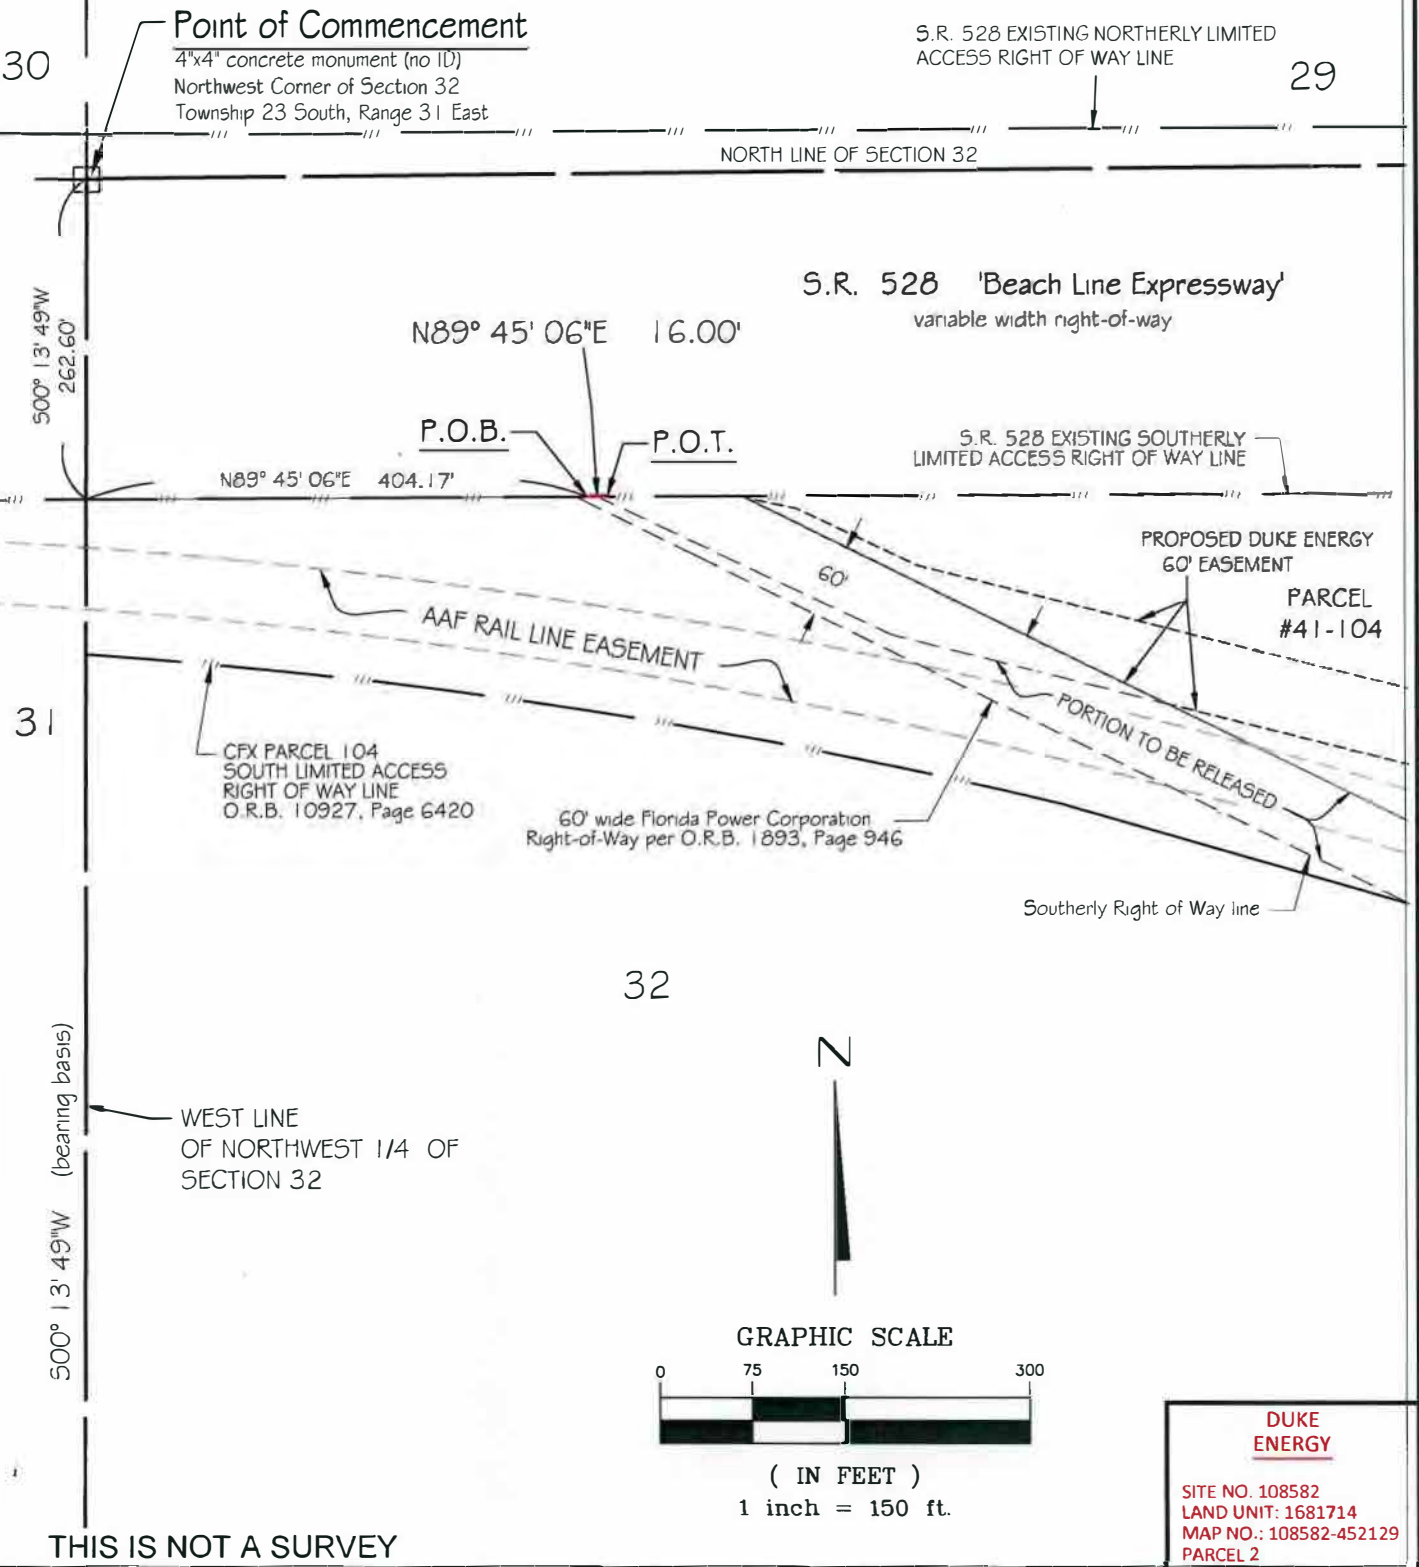 Point of Commencement
4"x4" concrete monument (no ID)
Northwest Corner of Section 32
Township 23 South, Range 31 East
30
S.R. 528 EXISTING NORTHERLY LIMITED
ACCESS RIGHT OF WAY LINE
29
NORTH LINE OF SECTION 32
S.R. 528 'Beach Line Expressway'
variable width right-of-way
S00° 13' 49"W
262.60'
N89° 45' 06"E 16.00'
P.O.B.
P.O.T.
N89° 45' 06"E 404.17'
S.R. 528 EXISTING SOUTHERLY
LIMITED ACCESS RIGHT OF WAY LINE
PROPOSED DUKE ENERGY
60' EASEMENT
PARCEL
#41-104
60'
AAF RAIL LINE EASEMENT
PORTION TO BE RELEASED
31
CFX PARCEL 104
SOUTH LIMITED ACCESS
RIGHT OF WAY LINE
O.R.B. 10927, Page 6420
60' wide Florida Power Corporation
Right-of-Way per O.R.B. 1893, Page 946
Southerly Right of Way line
32
N
S00° 13' 49"W (bearing basis)
WEST LINE
OF NORTHWEST 1/4 OF
SECTION 32
GRAPHIC SCALE
0 75 150 300
( IN FEET )
1 inch = 150 ft.
DUKE
ENERGY
SITE NO. 108582
LAND UNIT: 1681714
MAP NO.: 108582-452129
PARCEL 2
THIS IS NOT A SURVEY